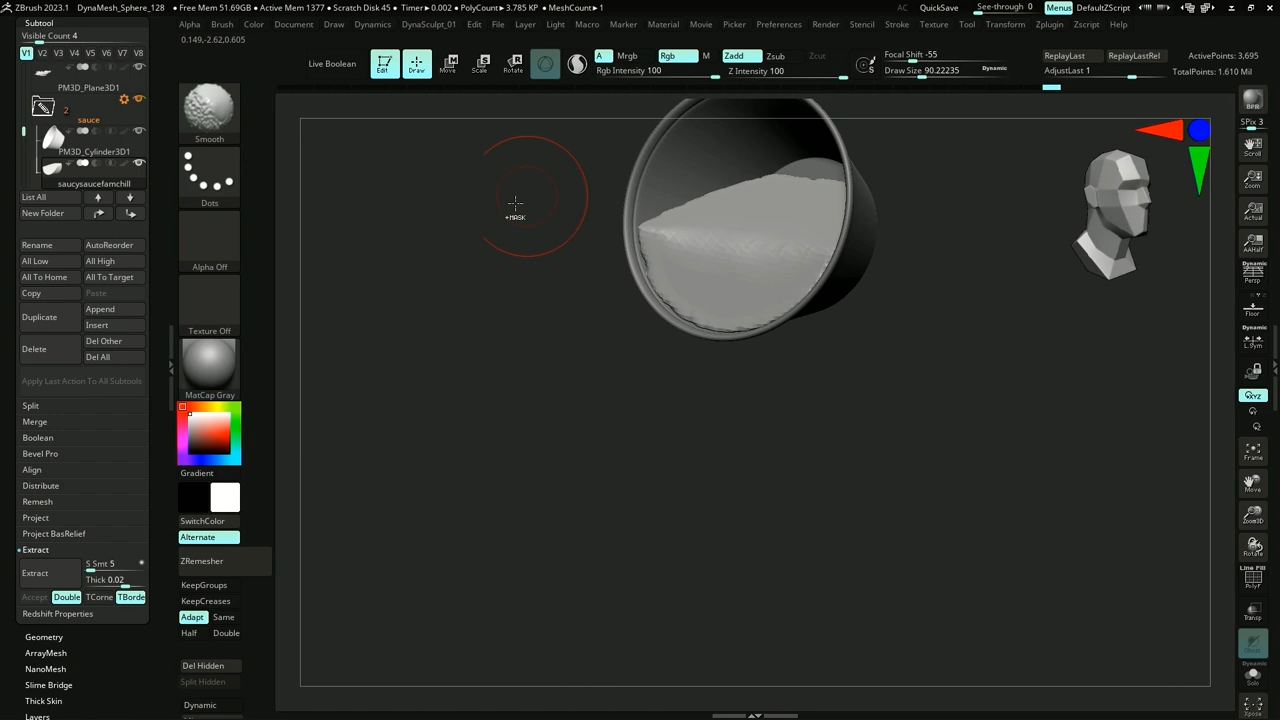 ZBrush 2023.1 DynaMesh_Sphere_128 ● Free Mem 51.69GB ● Active Mem 1377 ● Scratch Disk 45 ● Timer►0.002 ● PolyCount►3.785 KP ● MeshCount►1
AC QuickSave See-through 0 Menus DefaultZScript
Alpha Brush Color Document Draw Dynamics DynaSculpt_01 Edit File Layer Light Macro Marker Material Movie Picker Preferences Render Stencil Stroke Texture Tool Transform Zplugin Zscript Help
0.149,-2.62,0.605
Subtool
Visible Count 4
V1 V2 V3 V4 V5 V6 V7 V8
PM3D_Plane3D1
2
sauce
PM3D_Cylinder3D1
saucysaucefamchill
List All
New Folder
Rename AutoReorder
All Low All High
All To Home All To Target
Copy Paste
Duplicate Append
Insert
Delete Del Other
Del All
Apply Last Action To All Subtools
Split
Merge
Boolean
Bevel Pro
Align
Distribute
Remesh
Project
Project BasRelief
Extract
Extract S Smt 5
Thick 0.02
Accept Double TCorne TBorde
Redshift Properties
Geometry
ArrayMesh
NanoMesh
Slime Bridge
Thick Skin
Layers
Smooth
Dots
Alpha Off
Texture Off
MatCap Gray
Gradient
SwitchColor
Alternate
ZRemesher
KeepGroups
KeepCreases
Adapt Same
Half Double
Del Hidden
Split Hidden
Dynamic
Live Boolean
Edit Draw Move Scale Rotate
A Mrgb Rgb M Zadd Zsub Zcut
Rgb Intensity 100 Z Intensity 100
S
Focal Shift -55
Draw Size 90.22235 Dynamic
ReplayLast ReplayLastRel
AdjustLast 1
ActivePoints: 3,695
TotalPoints: 1.610 Mil
+MASK
BPR
SPix 3
Scroll
Zoom
Actual
AAHalf
Dynamic
Persp
Floor
Dynamic
L.Sym
XYZ
Y
Z
Frame
Move
Zoom3D
Rotate
Line Fill
PolyF
Transp
Ghost
Dynamic
Solo
Xpose